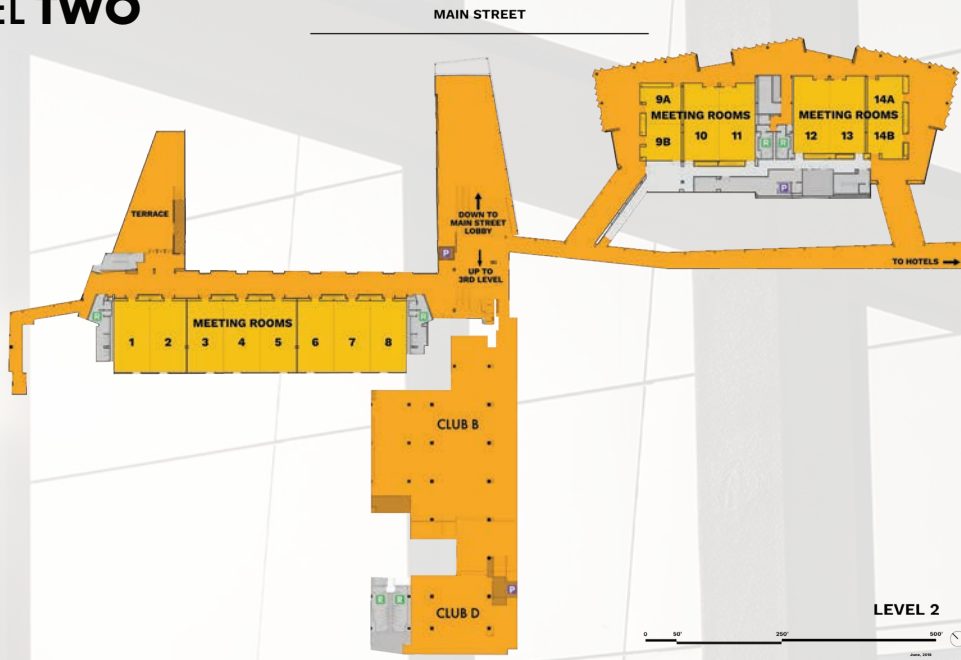 EL TWO
MAIN STREET
9A
14A
MEETING ROOMS
MEETING ROOMS
9B
10
11
12
13
14B
R
R
P
TERRACE
DOWN TO
MAIN STREET
LOBBY
P
UP TO
3RD LEVEL
TO HOTELS
R
R
MEETING ROOMS
1
2
3
4
5
6
7
8
CLUB B
P
R
R
CLUB D
LEVEL 2
0
50'
250'
500'
June, 2018